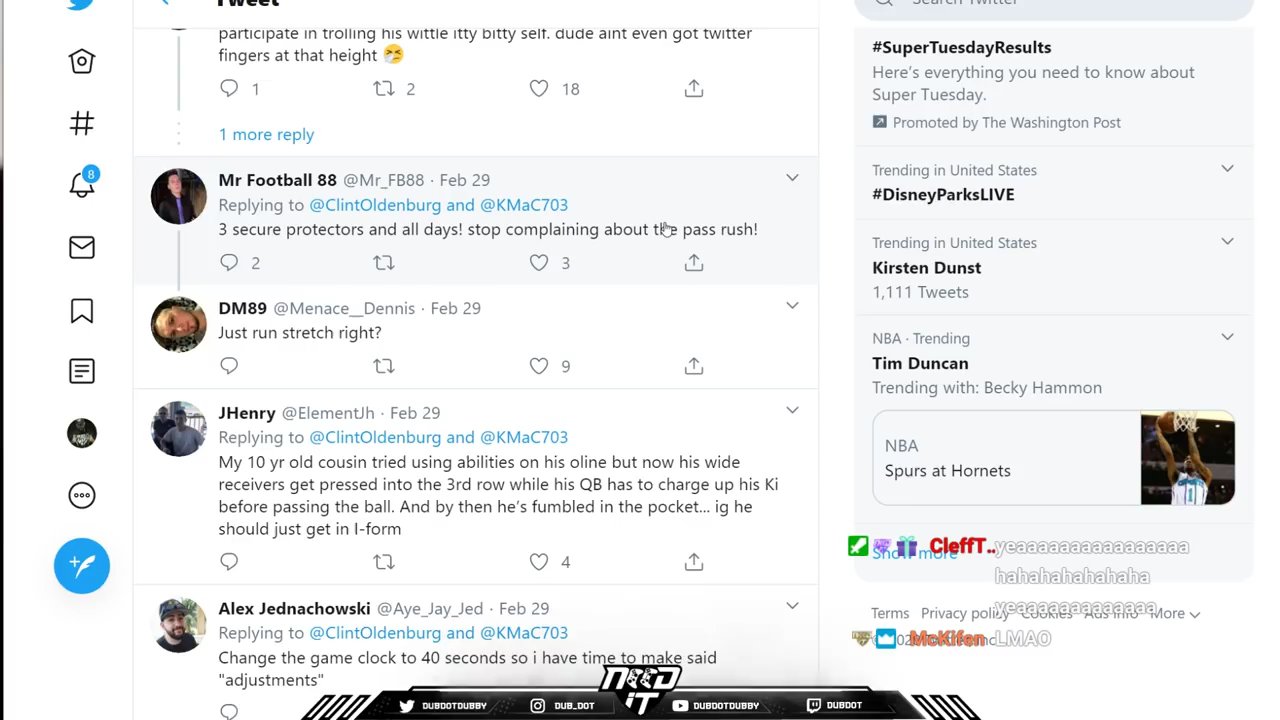 Tweet
participate in trolling his wittle itty bitty self. dude aint even got twitter
fingers at that height
1
2
18
1 more reply
Mr Football 88 @Mr_FB88 · Feb 29
Replying to @ClintOldenburg and @KMaC703
3 secure protectors and all days! stop complaining about the pass rush!
2
3
DM89 @Menace__Dennis · Feb 29
Just run stretch right?
9
JHenry @ElementJh · Feb 29
Replying to @ClintOldenburg and @KMaC703
My 10 yr old cousin tried using abilities on his oline but now his wide
receivers get pressed into the 3rd row while his QB has to charge up his Ki
before passing the ball. And by then he’s fumbled in the pocket... ig he
should just get in I-form
4
Alex Jednachowski @Aye_Jay_Jed · Feb 29
Replying to @ClintOldenburg and @KMaC703
Change the game clock to 40 seconds so i have time to make said
"adjustments"
8
Search Twitter
#SuperTuesdayResults
Here’s everything you need to know about
Super Tuesday.
Promoted by The Washington Post
Trending in United States
#DisneyParksLIVE
Trending in United States
Kirsten Dunst
1,111 Tweets
NBA · Trending
Tim Duncan
Trending with: Becky Hammon
NBA
Spurs at Hornets
Show more
CleffT.. yeaaaaaaaaaaaaaaaaa
hahahahahahaha
yeaaaaaaaaaaaaa
Terms Privacy policy Cookies Ads info More
McKifen LMAO
NRD
IT
DUBDOTDUBBY
DUB_DOT
DUBDOTDUBBY
DUBDOT